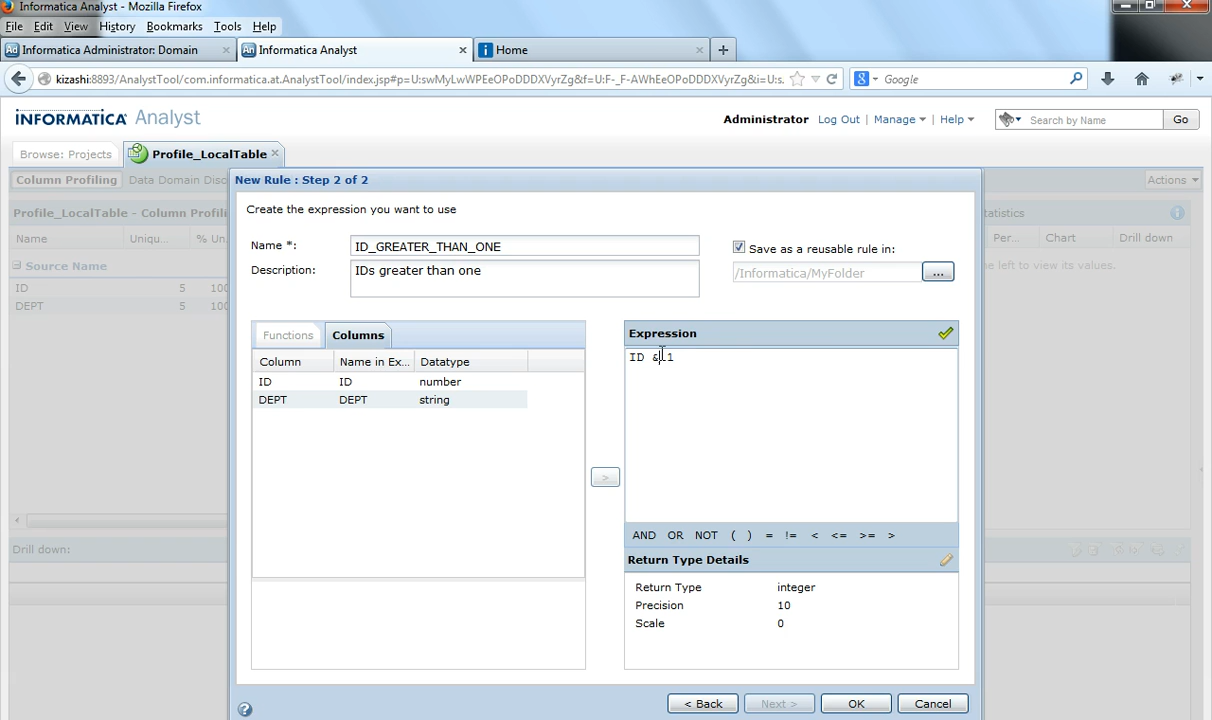 Informatica Analyst - Mozilla Firefox
File Edit View History Bookmarks Tools Help
Ad Informatica Administrator: Domain An Informatica Analyst Home
kizashi:8893/AnalystTool/com.informatica.at.AnalystTool/index.jsp#p=U:swMyLwWPEeOPoDDDXVyrZg&f=U:F-_F-AWhEeOPoDDDXVyrZg&i=U:s. Google
INFORMATICA Analyst Administrator Log Out | Manage | Help Search by Name Go
Browse: Projects Profile_LocalTable
Column Profiling Data Domain Disc Actions
New Rule : Step 2 of 2
Profile_LocalTable - Column Profili tatistics
Create the expression you want to use
Name Uniqu... % Un. Per... Chart Drill down
Name *: ID_GREATER_THAN_ONE Save as a reusable rule in:
Source Name he left to view its values.
Description: IDs greater than one /Informatica/MyFolder ...
ID 5 100
DEPT 5 100
Functions Columns Expression
Column Name in Ex... Datatype ID & 1
ID ID number
DEPT DEPT string
>
< >
AND OR NOT ( ) = != < <= >= >
Drill down:
Return Type Details
Return Type integer
Precision 10
Scale 0
< Back Next > OK Cancel